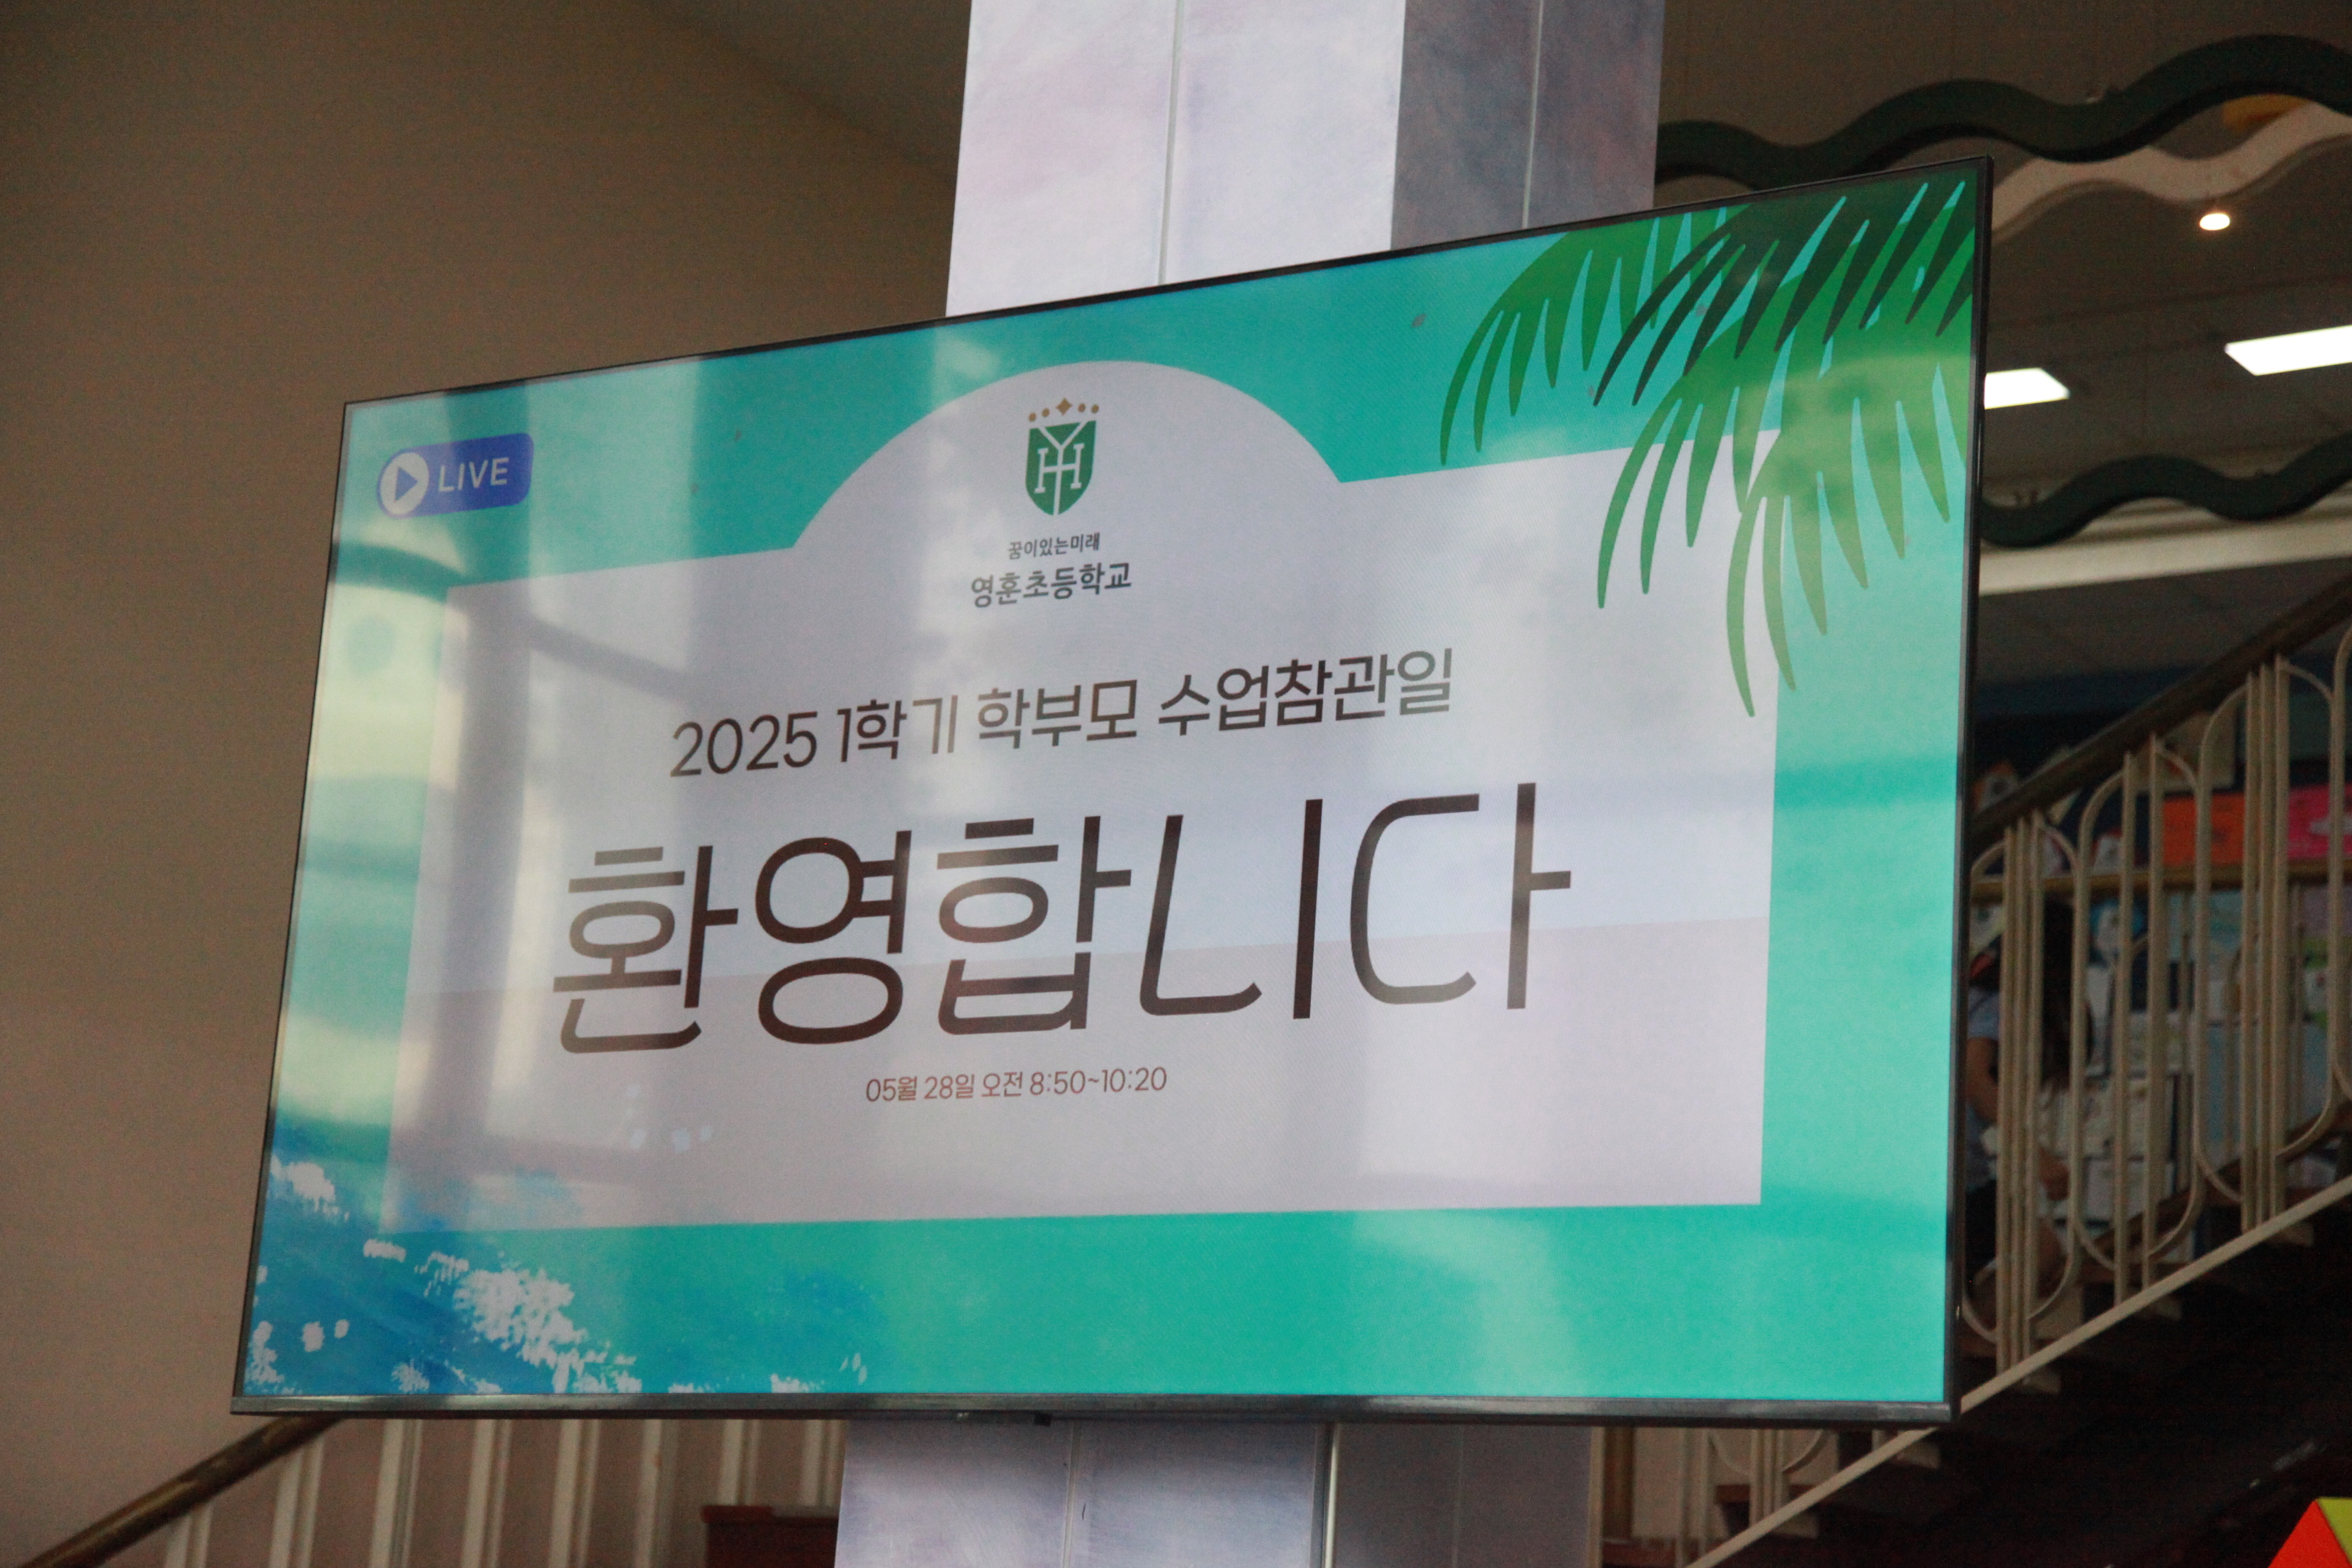 LIVE
YH
꿈이있는미래
영훈초등학교
2025 1학기 학부모 수업참관일
환영합니다
05월 28일 오전 8:50~10:20